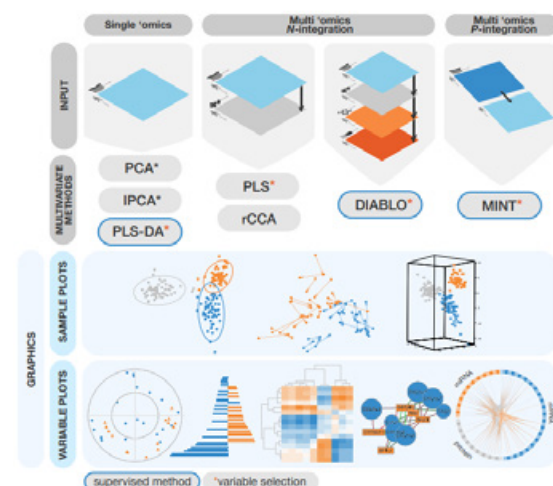 Single 'omics
Multi 'omics
N-integration
Multi 'omics
P-integration
INPUT
MULTIVARIATE
METHODS
PCA*
IPCA*
PLS-DA*
PLS*
rCCA
DIABLO*
MINT*
GRAPHICS
SAMPLE PLOTS
VARIABLE PLOTS
mRNA
supervised method
*variable selection